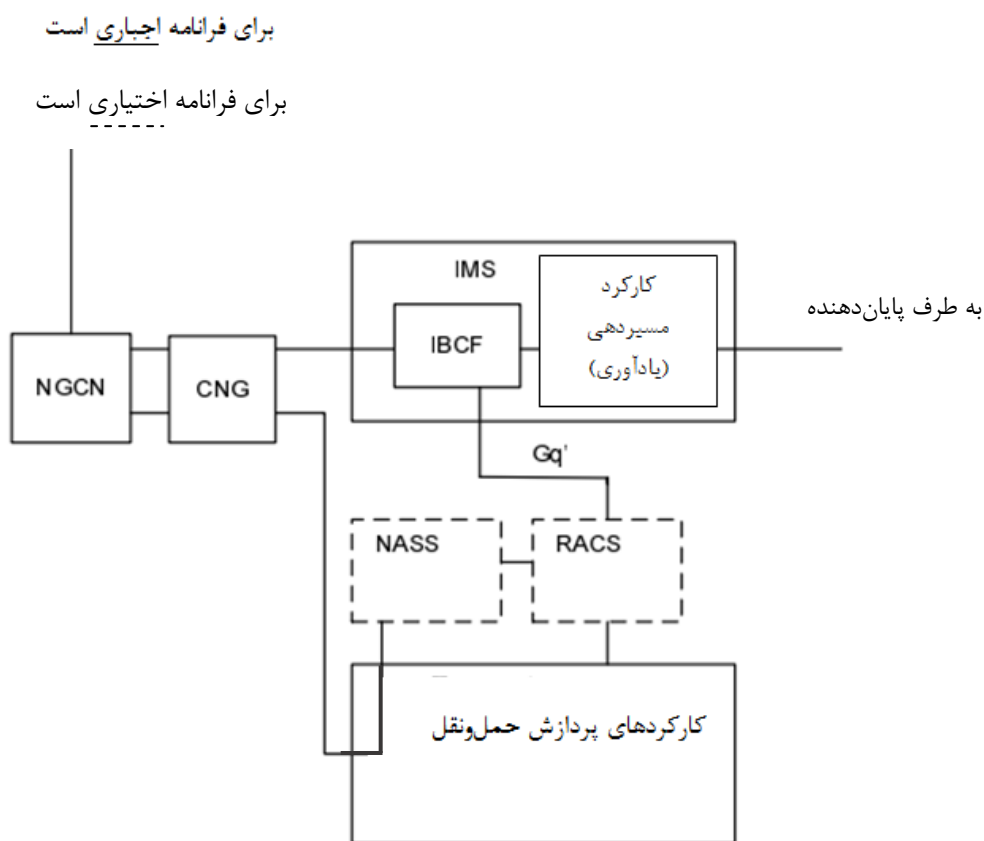 برای فرانامه اجباری است
برای فرانامه اختیاری است
IMS
کارکرد
مسیردهی
(یادآوری)
به طرف پایان‌دهنده
IBCF
NGCN
CNG
Gq'
NASS
RACS
کارکردهای پردازش حمل‌ونقل